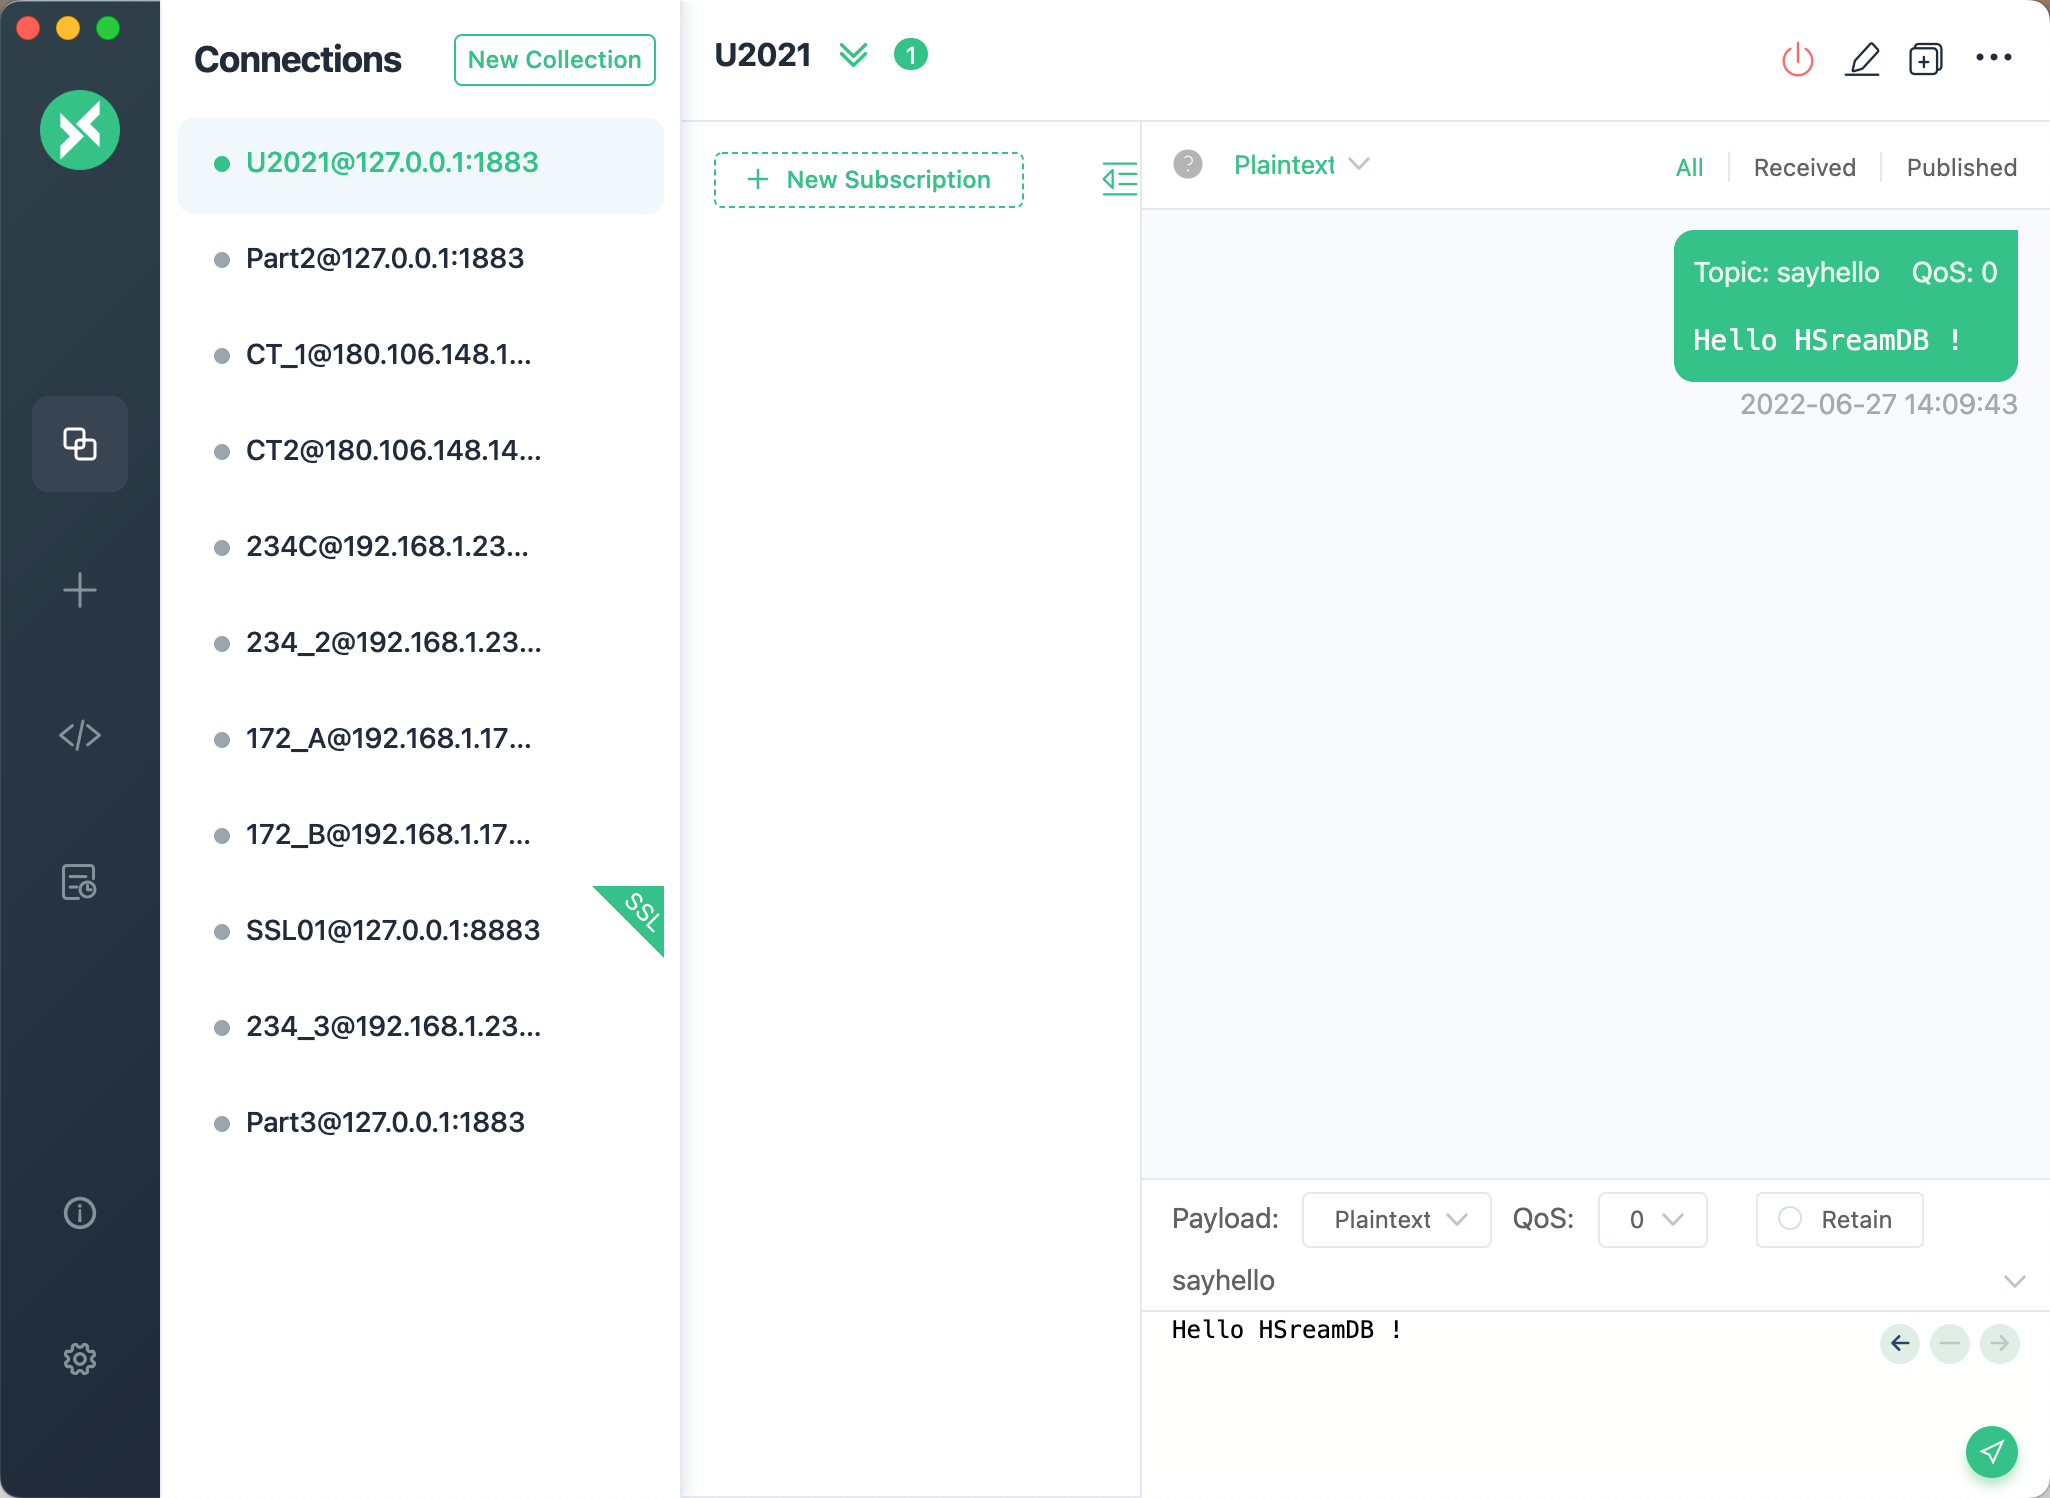 Connections
New Collection
U2021@127.0.0.1:1883
Part2@127.0.0.1:1883
CT_1@180.106.148.1...
CT2@180.106.148.14...
234C@192.168.1.23...
234_2@192.168.1.23...
172_A@192.168.1.17...
172_B@192.168.1.17...
SSL01@127.0.0.1:8883
SSL
234_3@192.168.1.23...
Part3@127.0.0.1:1883
U2021
1
New Subscription
Plaintext
All
Received
Published
Topic: sayhello QoS: 0
Hello HSreamDB !
2022-06-27 14:09:43
Payload: Plaintext QoS: 0 Retain
sayhello
Hello HSreamDB !